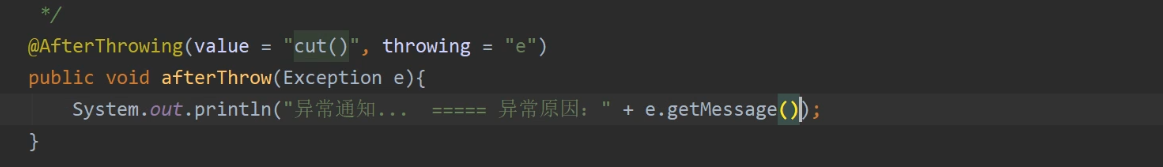 */
@AfterThrowing(value = "cut()", throwing = "e")
public void afterThrow(Exception e){
System.out.println("异常通知...  ===== 异常原因：" + e.getMessage());
}